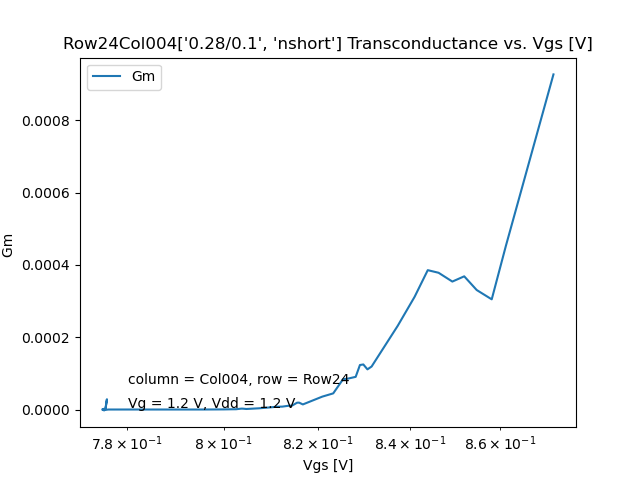 Row24Col004['0.28/0.1', 'nshort'] Transconductance vs. Vgs [V]
Gm
0.0008
0.0006
0.0004
0.0002
0.0000
Gm
column = Col004, row = Row24
Vg = 1.2 V, Vdd = 1.2 V
7.8 × 10⁻¹ 8 × 10⁻¹ 8.2 × 10⁻¹ 8.4 × 10⁻¹ 8.6 × 10⁻¹
Vgs [V]